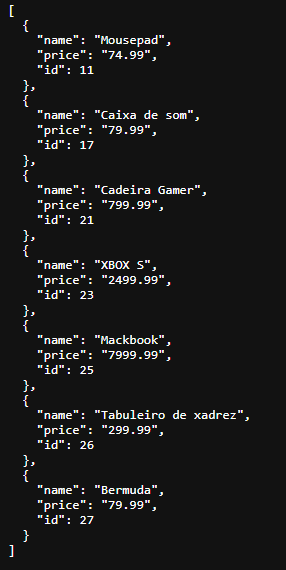 [
  {
    "name": "Mousepad",
    "price": "74.99",
    "id": 11
  },
  {
    "name": "Caixa de som",
    "price": "79.99",
    "id": 17
  },
  {
    "name": "Cadeira Gamer",
    "price": "799.99",
    "id": 21
  },
  {
    "name": "XBOX S",
    "price": "2499.99",
    "id": 23
  },
  {
    "name": "Mackbook",
    "price": "7999.99",
    "id": 25
  },
  {
    "name": "Tabuleiro de xadrez",
    "price": "299.99",
    "id": 26
  },
  {
    "name": "Bermuda",
    "price": "79.99",
    "id": 27
  }
]